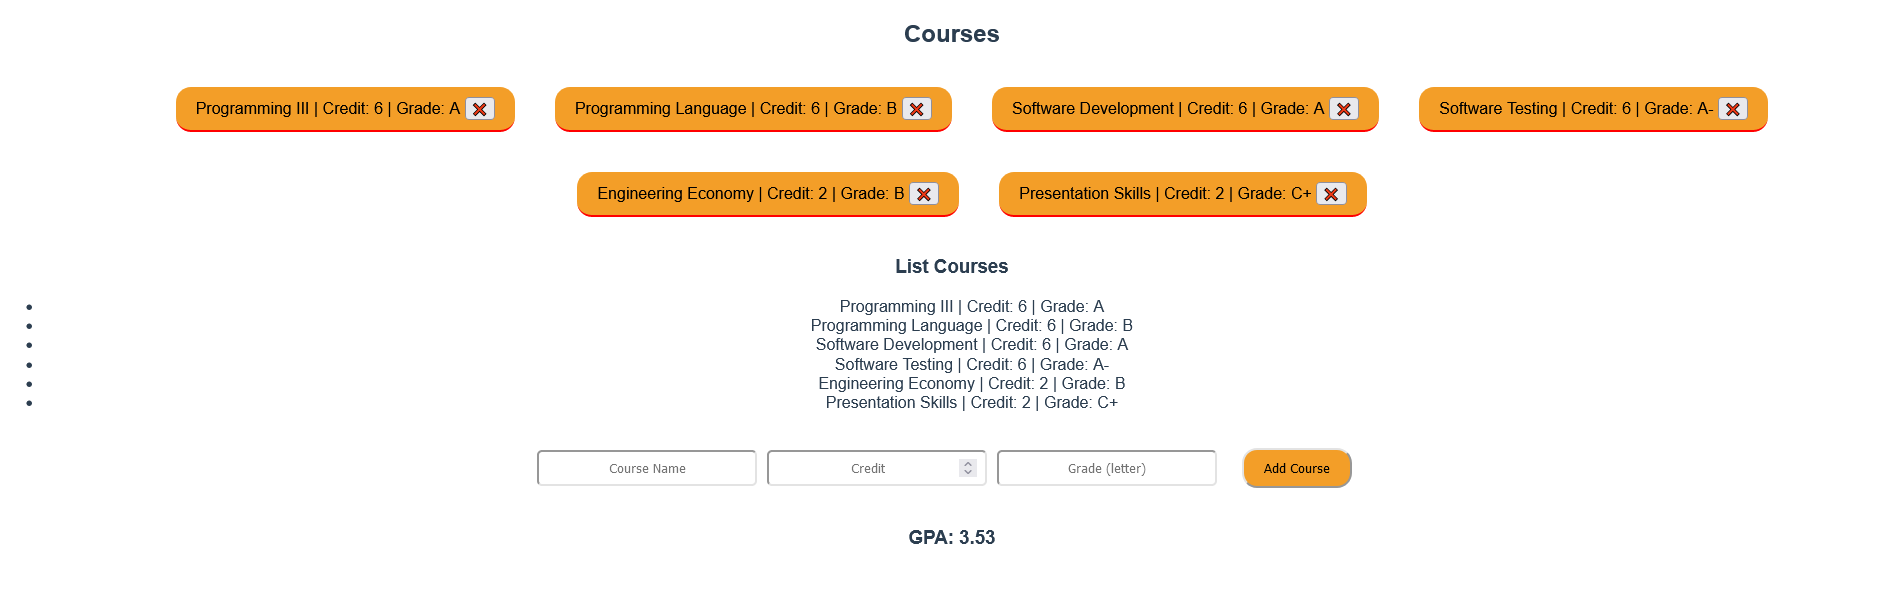 Courses
Programming III | Credit: 6 | Grade: A
Programming Language | Credit: 6 | Grade: B
Software Development | Credit: 6 | Grade: A
Software Testing | Credit: 6 | Grade: A-
Engineering Economy | Credit: 2 | Grade: B
Presentation Skills | Credit: 2 | Grade: C+
List Courses
Programming III | Credit: 6 | Grade: A
Programming Language | Credit: 6 | Grade: B
Software Development | Credit: 6 | Grade: A
Software Testing | Credit: 6 | Grade: A-
Engineering Economy | Credit: 2 | Grade: B
Presentation Skills | Credit: 2 | Grade: C+
Course Name
Credit
Grade (letter)
Add Course
GPA: 3.53